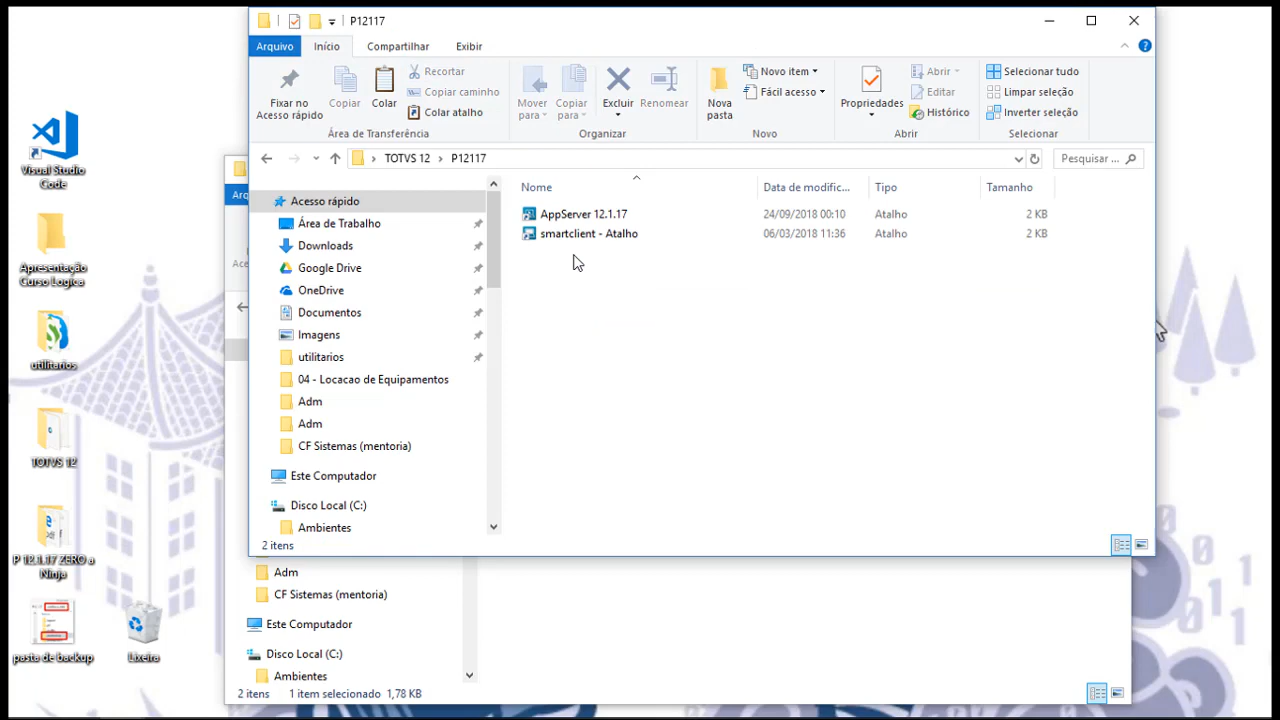 P12117
Arquivo Início Compartilhar Exibir
Fixar no Acesso rápido
Copiar
Colar
Recortar
Copiar caminho
Colar atalho
Área de Transferência
Mover para
Copiar para
Excluir
Renomear
Organizar
Nova pasta
Novo item
Fácil acesso
Novo
Propriedades
Abrir
Editar
Histórico
Abrir
Selecionar tudo
Limpar seleção
Inverter seleção
Selecionar
TOTVS 12 > P12117
Pesquisar ...
Nome Data de modific... Tipo Tamanho
AppServer 12.1.17 24/09/2018 00:10 Atalho 2 KB
smartclient - Atalho 06/03/2018 11:36 Atalho 2 KB
Acesso rápido
Área de Trabalho
Downloads
Google Drive
OneDrive
Documentos
Imagens
utilitarios
04 - Locacao de Equipamentos
Adm
Adm
CF Sistemas (mentoria)
Este Computador
Disco Local (C:)
Ambientes
2 itens
Arq
Ace
Adm
CF Sistemas (mentoria)
Este Computador
Disco Local (C:)
Ambientes
2 itens 1 item selecionado 1,78 KB
Visual Studio
Code
Apresentação
Curso Logica
utilitarios
TOTVS 12
P 12.1.17 ZERO a
Ninja
pasta de backup
Lixeira